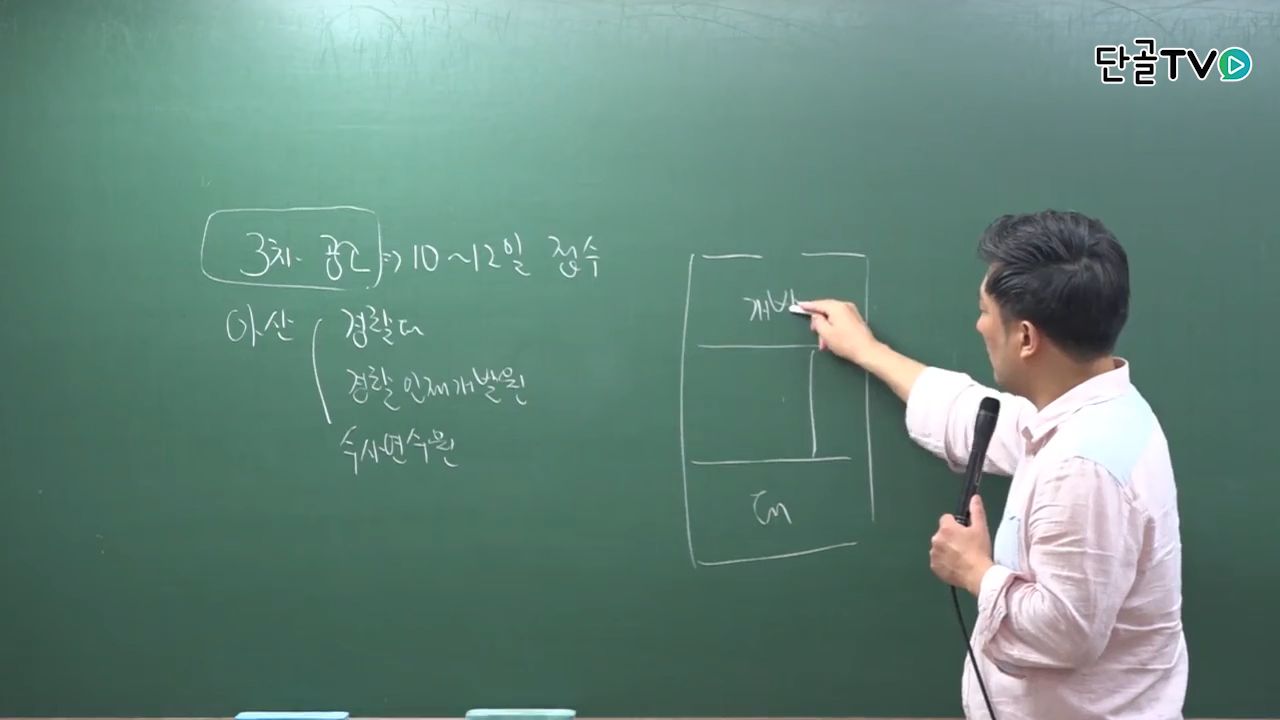 단골TV
3차. 공고 => 10~12일 접수
아산 경찰대
경찰인재개발원
수사연수원
개발
대